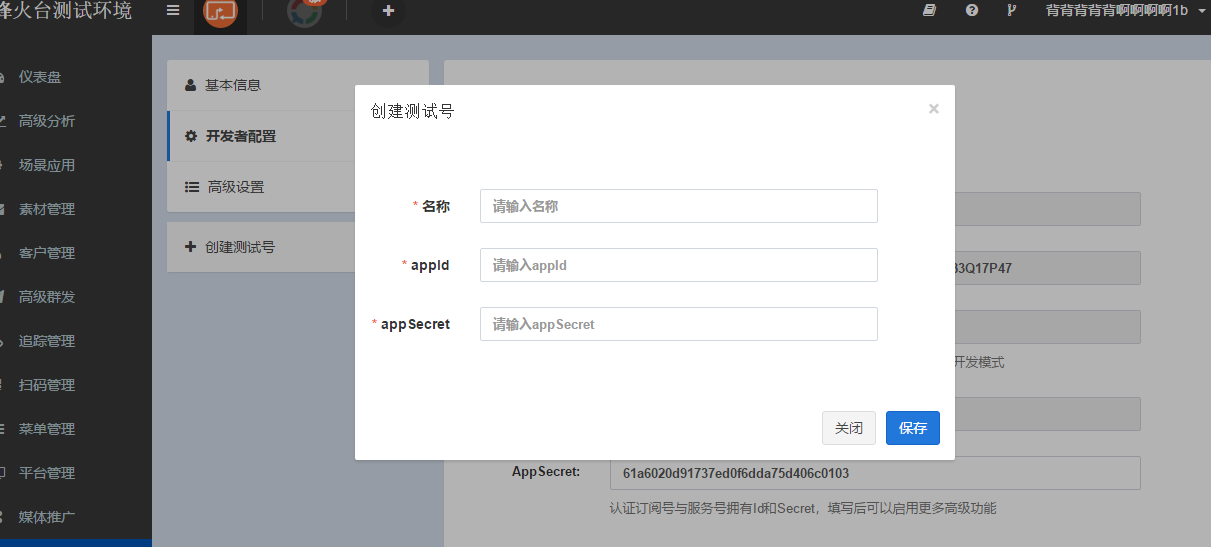 烽火台测试环境
背背背背背啊啊啊啊1b
仪表盘
高级分析
场景应用
素材管理
客户管理
高级群发
追踪管理
扫码管理
菜单管理
平台管理
媒体推广
基本信息
开发者配置
高级设置
创建测试号
创建测试号
×
* 名称
请输入名称
* appId
请输入appId
* appSecret
请输入appSecret
关闭
保存
3Q17P47
开发模式
AppSecret:
61a6020d91737ed0f6dda75d406c0103
认证订阅号与服务号拥有Id和Secret，填写后可以启用更多高级功能